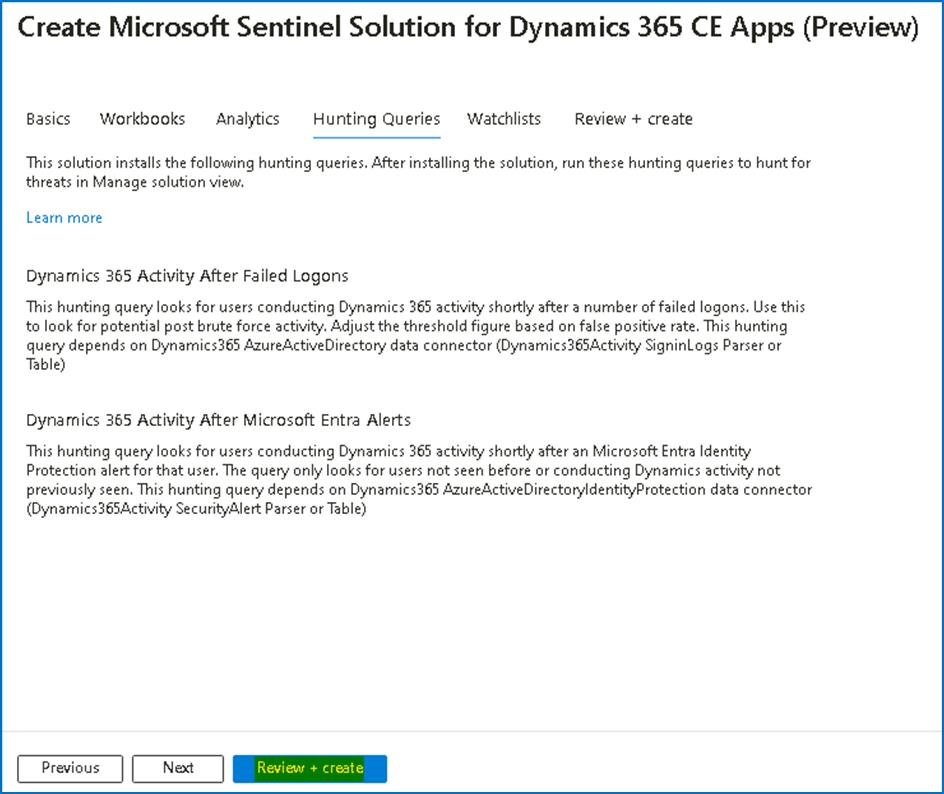 Create Microsoft Sentinel Solution for Dynamics 365 CE Apps (Preview)
Basics Workbooks Analytics Hunting Queries Watchlists Review + create
This solution installs the following hunting queries. After installing the solution, run these hunting queries to hunt for
threats in Manage solution view.
Learn more
Dynamics 365 Activity After Failed Logons
This hunting query looks for users conducting Dynamics 365 activity shortly after a number of failed logons. Use this
to look for potential post brute force activity. Adjust the threshold figure based on false positive rate. This hunting
query depends on Dynamics365 AzureActiveDirectory data connector (Dynamics365Activity SigninLogs Parser or
Table)
Dynamics 365 Activity After Microsoft Entra Alerts
This hunting query looks for users conducting Dynamics 365 activity shortly after an Microsoft Entra Identity
Protection alert for that user. The query only looks for users not seen before or conducting Dynamics activity not
previously seen. This hunting query depends on Dynamics365 AzureActiveDirectoryIdentityProtection data connector
(Dynamics365Activity SecurityAlert Parser or Table)
Previous Next Review + create